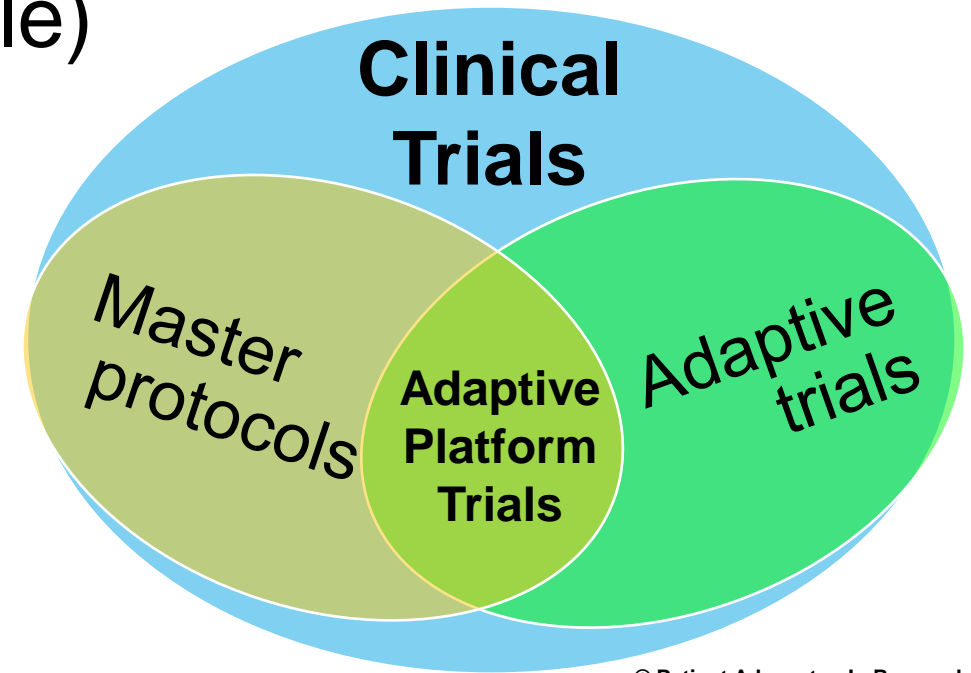 le)
Clinical
Trials
Master
protocols
Adaptive
Platform
Trials
Adaptive
trials